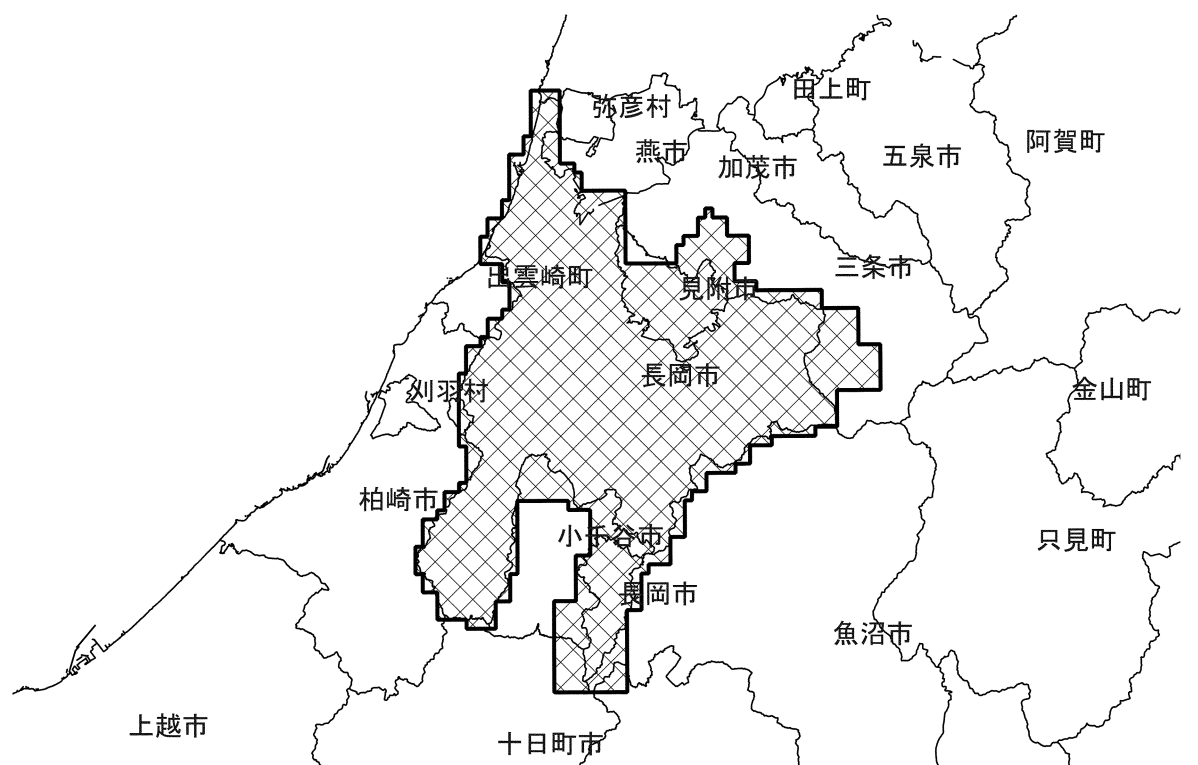 田上町
弥彦村
阿賀町
燕市
五泉市
加茂市
三条市
出雲崎町
見附市
長岡市
刈羽村
金山町
柏崎市
小千谷市
只見町
長岡市
魚沼市
上越市
十日町市